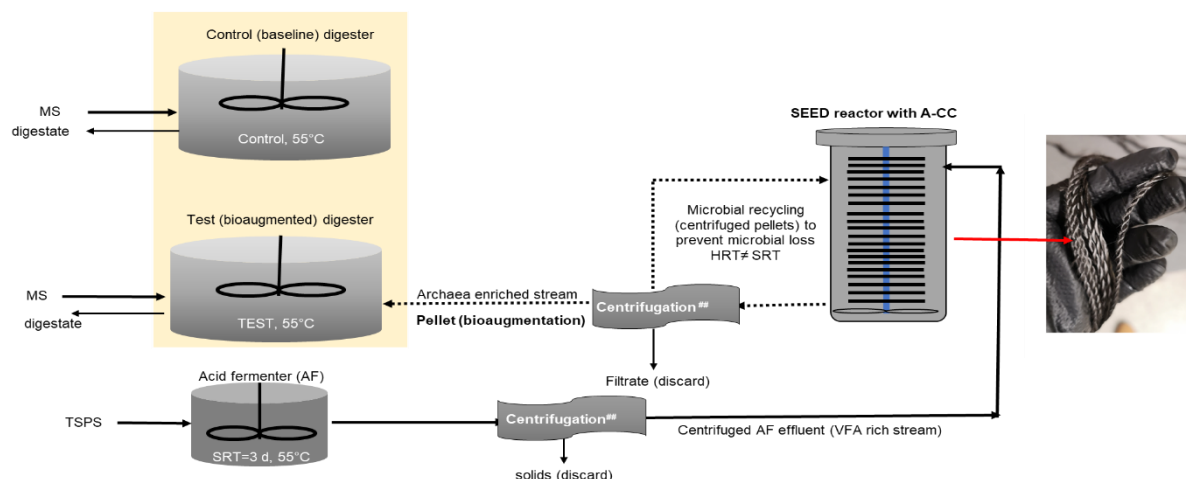 Control (baseline) digester
MS
digestate
Control, 55°C
SEED reactor with A-CC
Test (bioaugmented) digester
Microbial recycling
(centrifuged pellets) to
prevent microbial loss
HRT≠ SRT
MS
digestate
TEST, 55°C
Archaea enriched stream
Pellet (bioaugmentation)
Centrifugation##
Filtrate (discard)
Acid fermenter (AF)
TSPS
SRT=3 d, 55°C
Centrifugation##
Centrifuged AF effluent (VFA rich stream)
solids (discard)